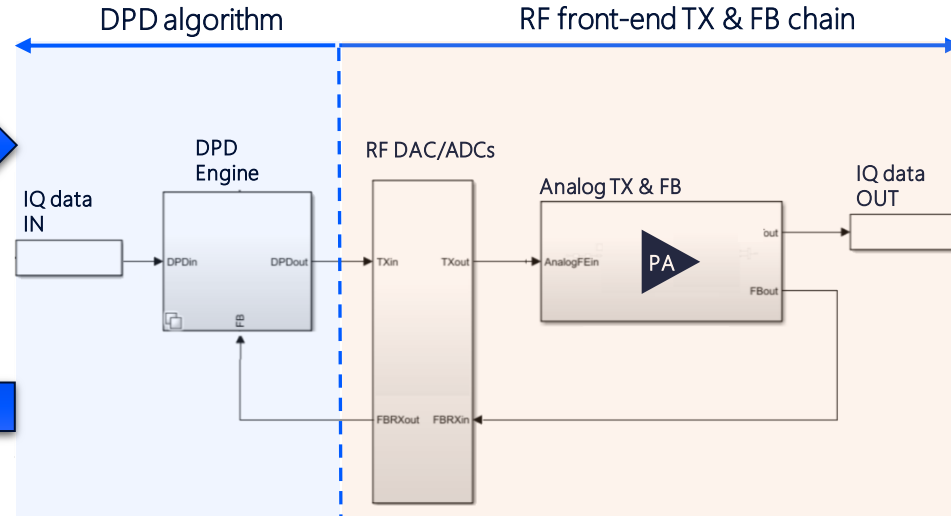 DPD algorithm
RF front-end TX & FB chain
DPD
Engine
RF DAC/ADCs
Analog TX & FB
IQ data
OUT
IQ data
IN
DPDin
DPDout
FB
TXin
TXout
AnalogFEin
PA
out
FBout
FBRXout
FBRXin